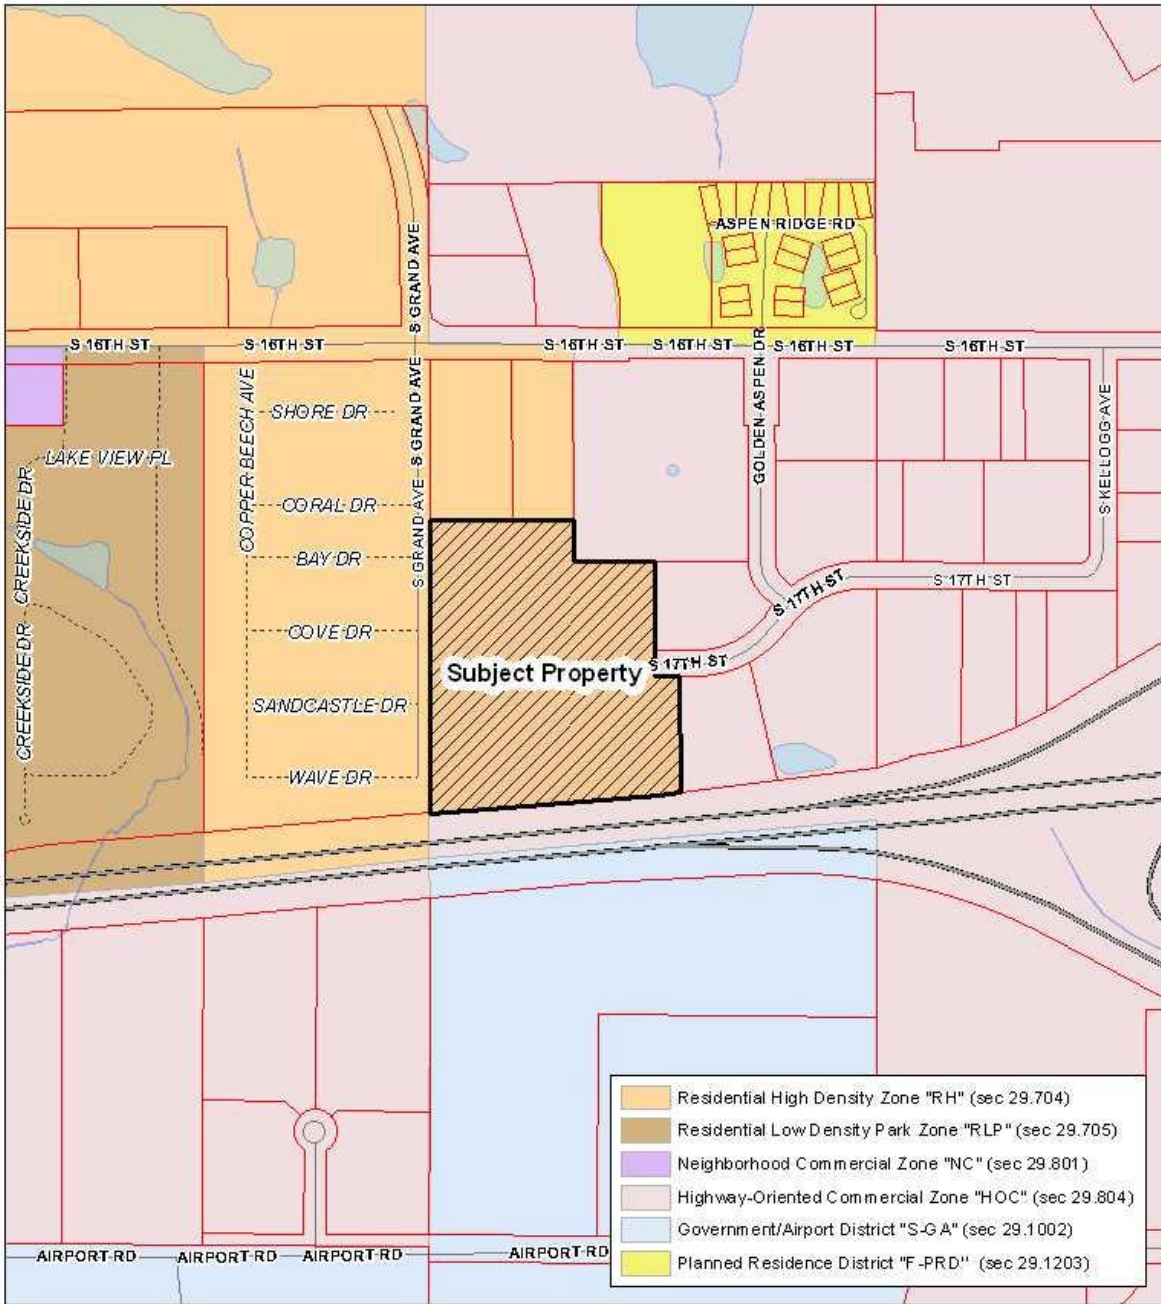 ASPEN RIDGE RD
S GRAND AVE
S 16TH ST
S 16TH ST
S 16TH ST
S 16TH ST
S 16TH ST
S 16TH ST
COPPER BEECH AVE
SHORE DR
S GRAND AVE
S GRAND AVE
GOLDEN ASPEN DR
S KELLOGG AVE
LAKE VIEW PL
CREEKSIDE DR
CORAL DR
BAY DR
S GRAND AVE
S 17TH ST
S 17TH ST
COVE DR
Subject Property
S 17TH ST
CREEKSIDE DR
SANDCASTLE DR
WAVE DR
Residential High Density Zone "RH" (sec 29.704)
Residential Low Density Park Zone "RLP" (sec 29.705)
Neighborhood Commercial Zone "NC" (sec 29.801)
Highway-Oriented Commercial Zone "HOC" (sec 29.804)
Government/Airport District "S-GA" (sec 29.1002)
Planned Residence District "F-PRD" (sec 29.1203)
AIRPORT RD
AIRPORT RD
AIRPORT RD
AIRPORT RD